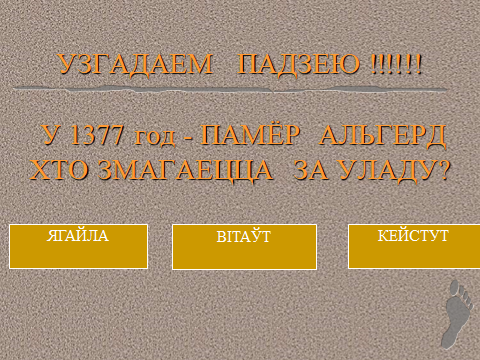 УЗГАДАЕМ ПАДЗЕЮ !!!!!!
У 1377 год - ПАМЁР АЛЬГЕРД
ХТО ЗМАГАЕЦЦА ЗА УЛАДУ?
ЯГАЙЛА ВІТАЎТ КЕЙСТУТ